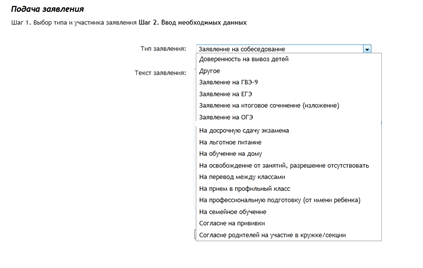 Подача заявления
Шаг 1. Выбор типа и участника заявления Шаг 2. Ввод необходимых данных
Тип заявления: Заявление на собеседование
Текст заявления:
Доверенность на вывоз детей
Другое
Заявление на ГВЭ-9
Заявление на ЕГЭ
Заявление на итоговое сочинение (изложение)
Заявление на ОГЭ
На досрочную сдачу экзамена
На льготное питание
На обучение на дому
На освобождение от занятий, разрешение отсутствовать
На перевод между классами
На прием в профильный класс
На профессиональную подготовку (от имени ребенка)
На семейное обучение
Согласие на прививки
Согласие родителей на участие в кружке/секции